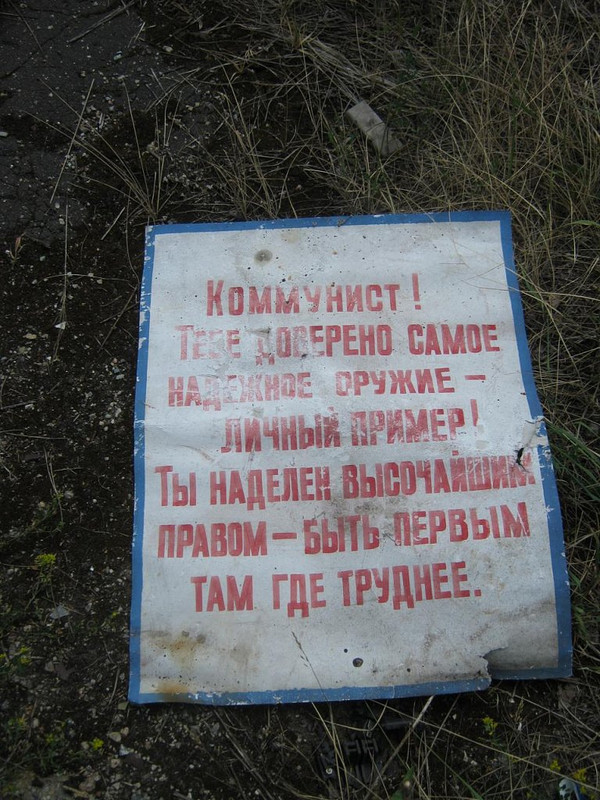 Коммунист!
Тебе доверено самое
надежное оружие –
личный пример!
Ты наделен высочайшим
правом – быть первым
там где труднее.